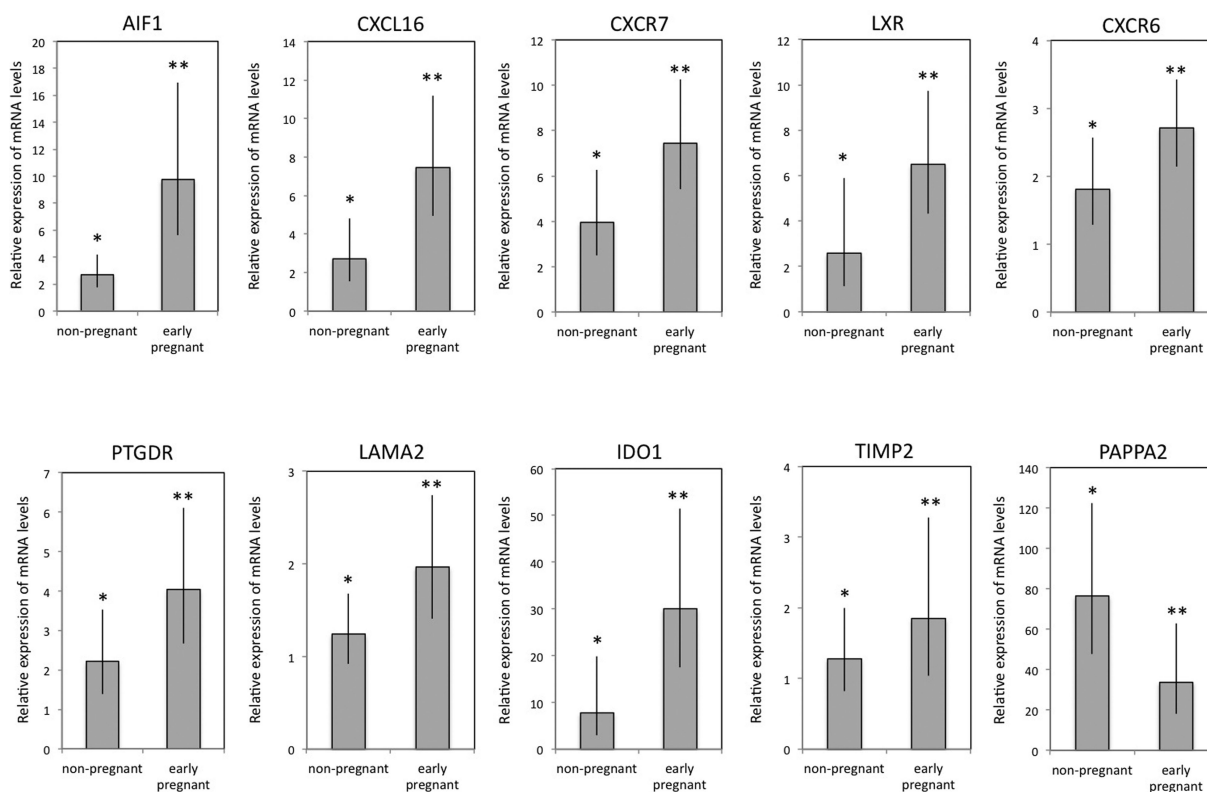 AIF1
Relative expression of mRNA levels
20
18
16
14
12
10
8
6
4
2
0
*
**
non-pregnant
early
pregnant
CXCL16
Relative expression of mRNA levels
14
12
10
8
6
4
2
0
*
**
non-pregnant
early
pregnant
CXCR7
Relative expression of mRNA levels
12
10
8
6
4
2
0
*
**
non-pregnant
early
pregnant
LXR
Relative expression of mRNA levels
12
10
8
6
4
2
0
*
**
non-pregnant
early
pregnant
CXCR6
Relative expression of mRNA levels
4
3
2
1
0
*
**
non-pregnant
early
pregnant
PTGDR
Relative expression of mRNA levels
7
6
5
4
3
2
1
0
*
**
non-pregnant
early
pregnant
LAMA2
Relative expression of mRNA levels
3
2
1
0
*
**
non-pregnant
early
pregnant
IDO1
Relative expression of mRNA levels
60
50
40
30
20
10
0
*
**
non-pregnant
early
pregnant
TIMP2
Relative expression of mRNA levels
4
3
2
1
0
*
**
non-pregnant
early
pregnant
PAPPA2
Relative expression of mRNA levels
140
120
100
80
60
40
20
0
*
**
non-pregnant
early
pregnant